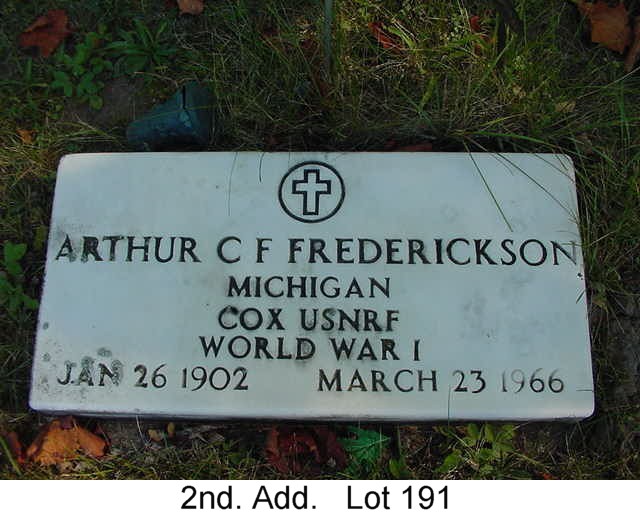 ARTHUR C F FREDERICKSON
MICHIGAN
COX USNRF
WORLD WAR I
JAN 26 1902 MARCH 23 1966
2nd. Add. Lot 191